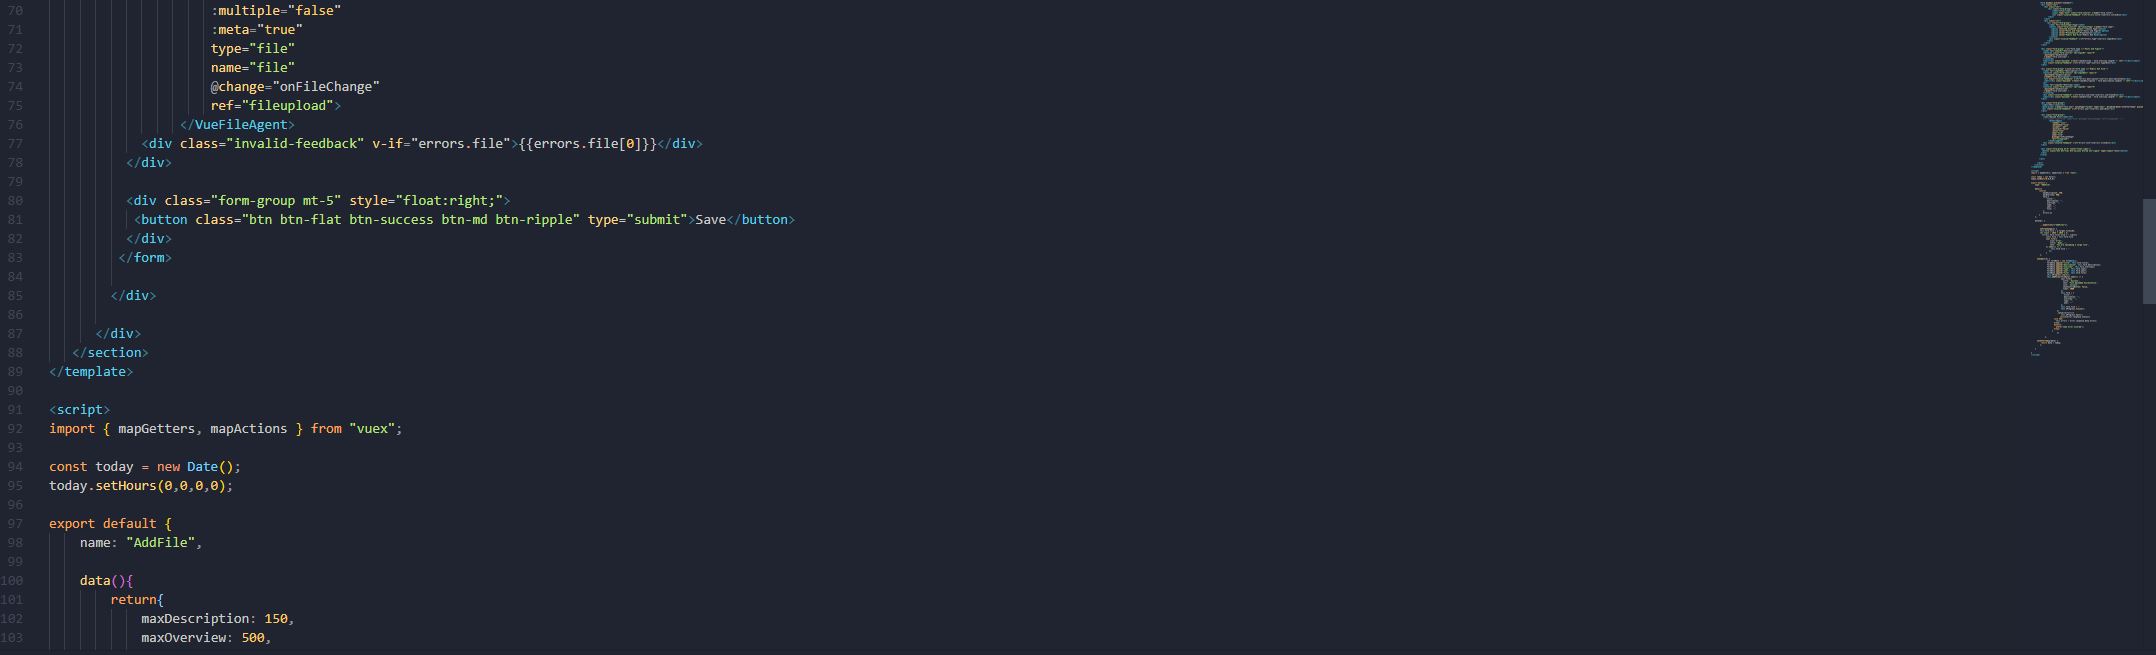 70 :multiple="false"
71 :meta="true"
72 type="file"
73 name="file"
74 @change="onFileChange"
75 ref="fileupload">
76 </VueFileAgent>
77 <div class="invalid-feedback" v-if="errors.file">{{errors.file[0]}}</div>
78 </div>
79
80 <div class="form-group mt-5" style="float:right;">
81 <button class="btn btn-flat btn-success btn-md btn-ripple" type="submit">Save</button>
82 </div>
83 </form>
84
85 </div>
86
87 </div>
88 </section>
89 </template>
90
91 <script>
92 import { mapGetters, mapActions } from "vuex";
93
94 const today = new Date();
95 today.setHours(0,0,0,0);
96
97 export default {
98 name: "AddFile",
99
100 data(){
101 return{
102 maxDescription: 150,
103 maxOverview: 500,